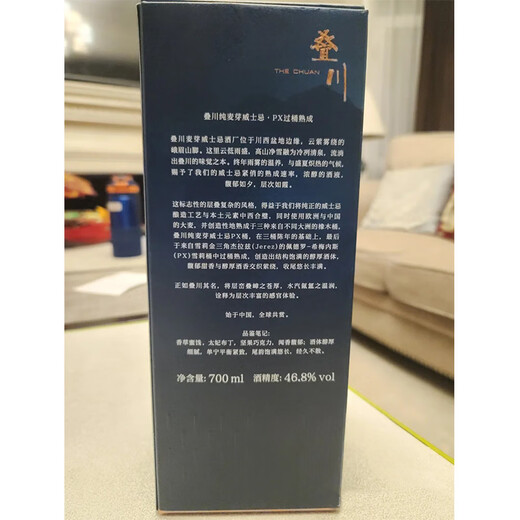 叠川
THE CHUAN
叠川纯麦芽威士忌·PX过桶熟成
叠川麦芽威士忌酒厂位于川西盆地边缘，云紫雾绕的
峨眉山脚。这里云低雨盛，高山净雪融为冷冽清泉，流淌
出叠川的味觉之本。终年雨雾的滋养，与盛夏炽热的气候，
赐予了我们的威士忌紧俏的熟成速率，浓醇的酒液，
馥郁如夕，层次如霞。
这标志性的层叠复杂的风格，得益于我们将纯正的威士忌
酿造工艺与本土元素中西合璧，同时使用欧洲与中国
的大麦，并创造性地熟成于三种来自不同大洲的橡木桶，
叠川纯麦芽威士忌PX桶，在三桶陈年的基础上，最后
于来自雪莉金三角杰拉兹(Jerez)的佩德罗-希梅内斯
(PX)雪莉桶中过桶熟成，创造出结构饱满的醇厚酒体，
馥郁甜香与醇厚酒香交织萦绕，收尾悠长丰满。
正如叠川其名，将层峦叠嶂之苍厚，水汽氤氲之温润，
诠释为层次丰富的感官体验。
始于中国，全球共赏。
品鉴笔记：
香草蜜饯，太妃布丁，坚果巧克力，闻香馥郁；酒体醇厚
细腻，单宁平衡紧致，尾韵饱满悠长，经久不散。
净含量: 700 ml 酒精度: 46.8% vol